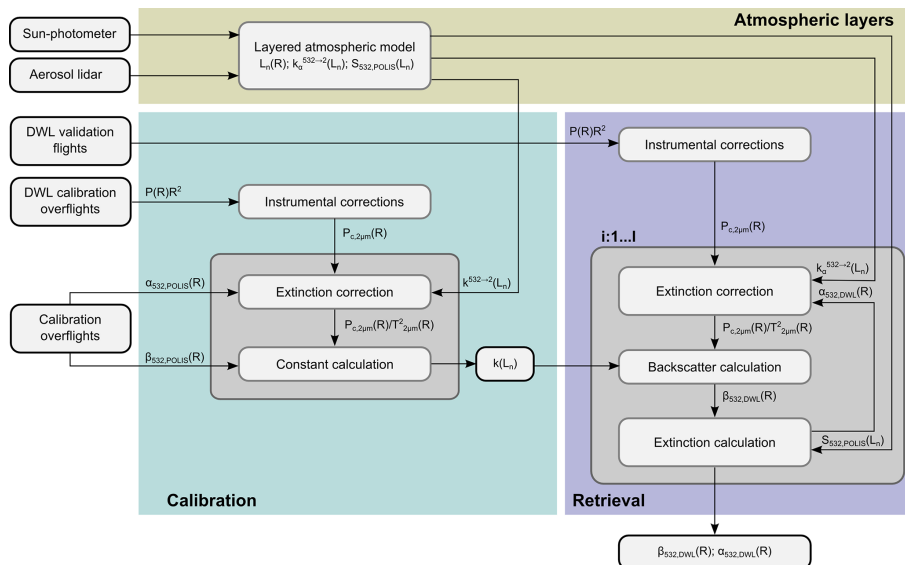 Atmospheric layers
Sun-photometer
Aerosol lidar
Layered atmospheric model
Lₙ(R); kα⁵³²→²(Lₙ); S₅₃₂,POLIS(Lₙ)
DWL validation
flights
P(R)R²
Instrumental corrections
DWL calibration
overflights
P(R)R²
Instrumental corrections
Pc,2μm(R)
Pc,2μm(R)
i:1...I
α₅₃₂,POLIS(R)
Extinction correction
k⁵³²→²(Lₙ)
kα⁵³²→²(Lₙ)
α₅₃₂,DWL(R)
Extinction correction
Calibration
overflights
Pc,2μm(R)/T²2μm(R)
Pc,2μm(R)/T²2μm(R)
β₅₃₂,POLIS(R)
Constant calculation
k(Lₙ)
Backscatter calculation
β₅₃₂,DWL(R)
Extinction calculation
S₅₃₂,POLIS(Lₙ)
Calibration
Retrieval
β₅₃₂,DWL(R); α₅₃₂,DWL(R)